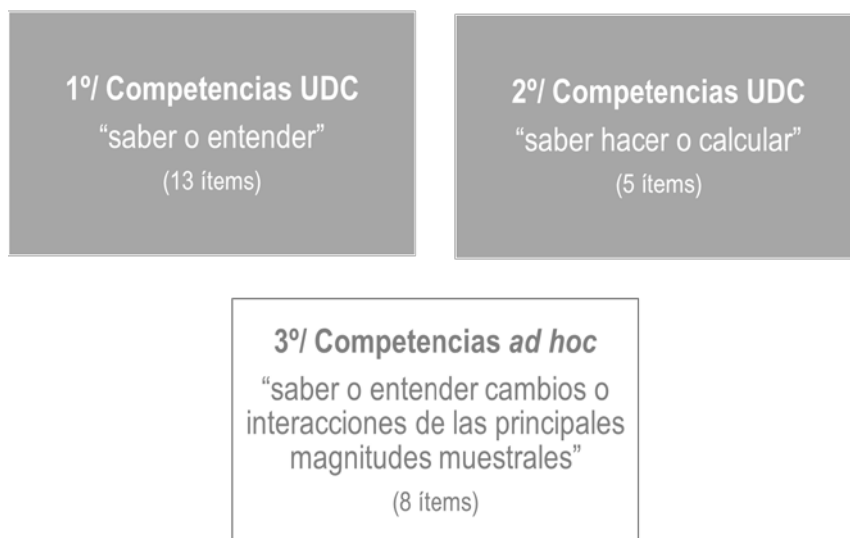 1º/ Competencias UDC
“saber o entender”
(13 ítems)
2º/ Competencias UDC
“saber hacer o calcular”
(5 ítems)
3º/ Competencias ad hoc
“saber o entender cambios o
interacciones de las principales
magnitudes muestrales”
(8 ítems)